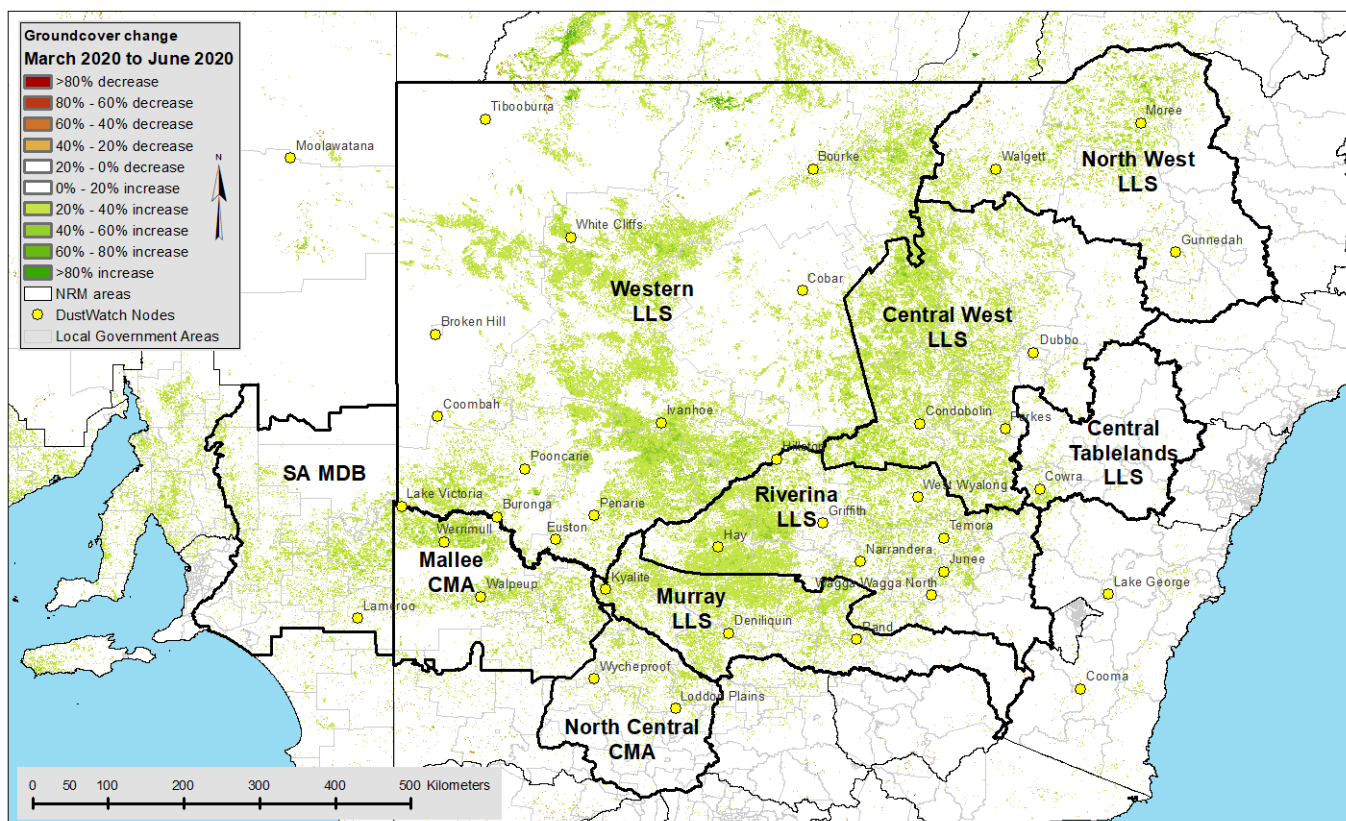 Groundcover change
March 2020 to June 2020
>80% decrease
80% - 60% decrease
60% - 40% decrease
40% - 20% decrease
20% - 0% decrease
0% - 20% increase
20% - 40% increase
40% - 60% increase
60% - 80% increase
>80% increase
NRM areas
DustWatch Nodes
Local Government Areas
N
Tibooburra
Moolawatana
Moree
Bourke
Walgett
North West
LLS
White Cliffs
Gunnedah
Western
LLS
Cobar
Central West
LLS
Broken Hill
Dubbo
Coombah
Ivanhoe
Condobolin
Parkes
Central
Tablelands
LLS
Hillston
SA MDB
Pooncarie
Riverina
LLS
Cowra
Lake Victoria
Buronga
Penarie
West Wyalong
Griffith
Werrimull
Euston
Hay
Temora
Mallee
CMA
Narrandera
Junee
Walpeup
Kyalite
Murray
LLS
Wagga Wagga North
Lake George
Lameroo
Deniliquin
Rand
Wycheproof
Loddon Plains
Cooma
North Central
CMA
0 50 100 200 300 400 500 Kilometers